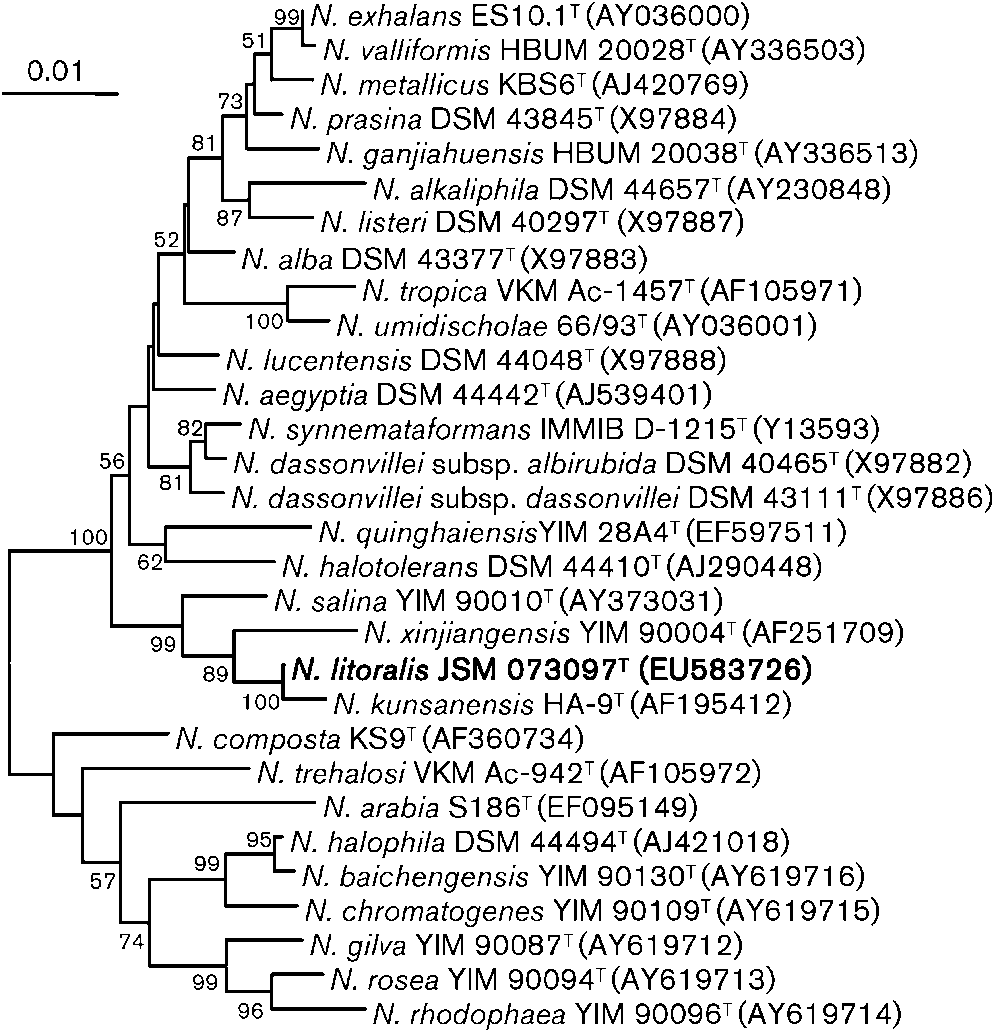 99 N. exhalans ES10.1ᵀ (AY036000)
51 N. valliformis HBUM 20028ᵀ (AY336503)
0.01
N. metallicus KBS6ᵀ (AJ420769)
73 N. prasina DSM 43845ᵀ (X97884)
81 N. ganjiahuensis HBUM 20038ᵀ (AY336513)
N. alkaliphila DSM 44657ᵀ (AY230848)
87 N. listeri DSM 40297ᵀ (X97887)
52 N. alba DSM 43377ᵀ (X97883)
N. tropica VKM Ac-1457ᵀ (AF105971)
100 N. umidischolae 66/93ᵀ (AY036001)
N. lucentensis DSM 44048ᵀ (X97888)
N. aegyptia DSM 44442ᵀ (AJ539401)
82 N. synnemataformans IMMIB D-1215ᵀ (Y13593)
56 N. dassonvillei subsp. albirubida DSM 40465ᵀ (X97882)
81 N. dassonvillei subsp. dassonvillei DSM 43111ᵀ (X97886)
100 N. quinghaiensisYIM 28A4ᵀ (EF597511)
62 N. halotolerans DSM 44410ᵀ (AJ290448)
N. salina YIM 90010ᵀ (AY373031)
99 N. xinjiangensis YIM 90004ᵀ (AF251709)
89 N. litoralis JSM 073097ᵀ (EU583726)
100 N. kunsanensis HA-9ᵀ (AF195412)
N. composta KS9ᵀ (AF360734)
N. trehalosi VKM Ac-942ᵀ (AF105972)
N. arabia S186ᵀ (EF095149)
95 N. halophila DSM 44494ᵀ (AJ421018)
57 99 N. baichengensis YIM 90130ᵀ (AY619716)
N. chromatogenes YIM 90109ᵀ (AY619715)
74 N. gilva YIM 90087ᵀ (AY619712)
99 N. rosea YIM 90094ᵀ (AY619713)
96 N. rhodophaea YIM 90096ᵀ (AY619714)